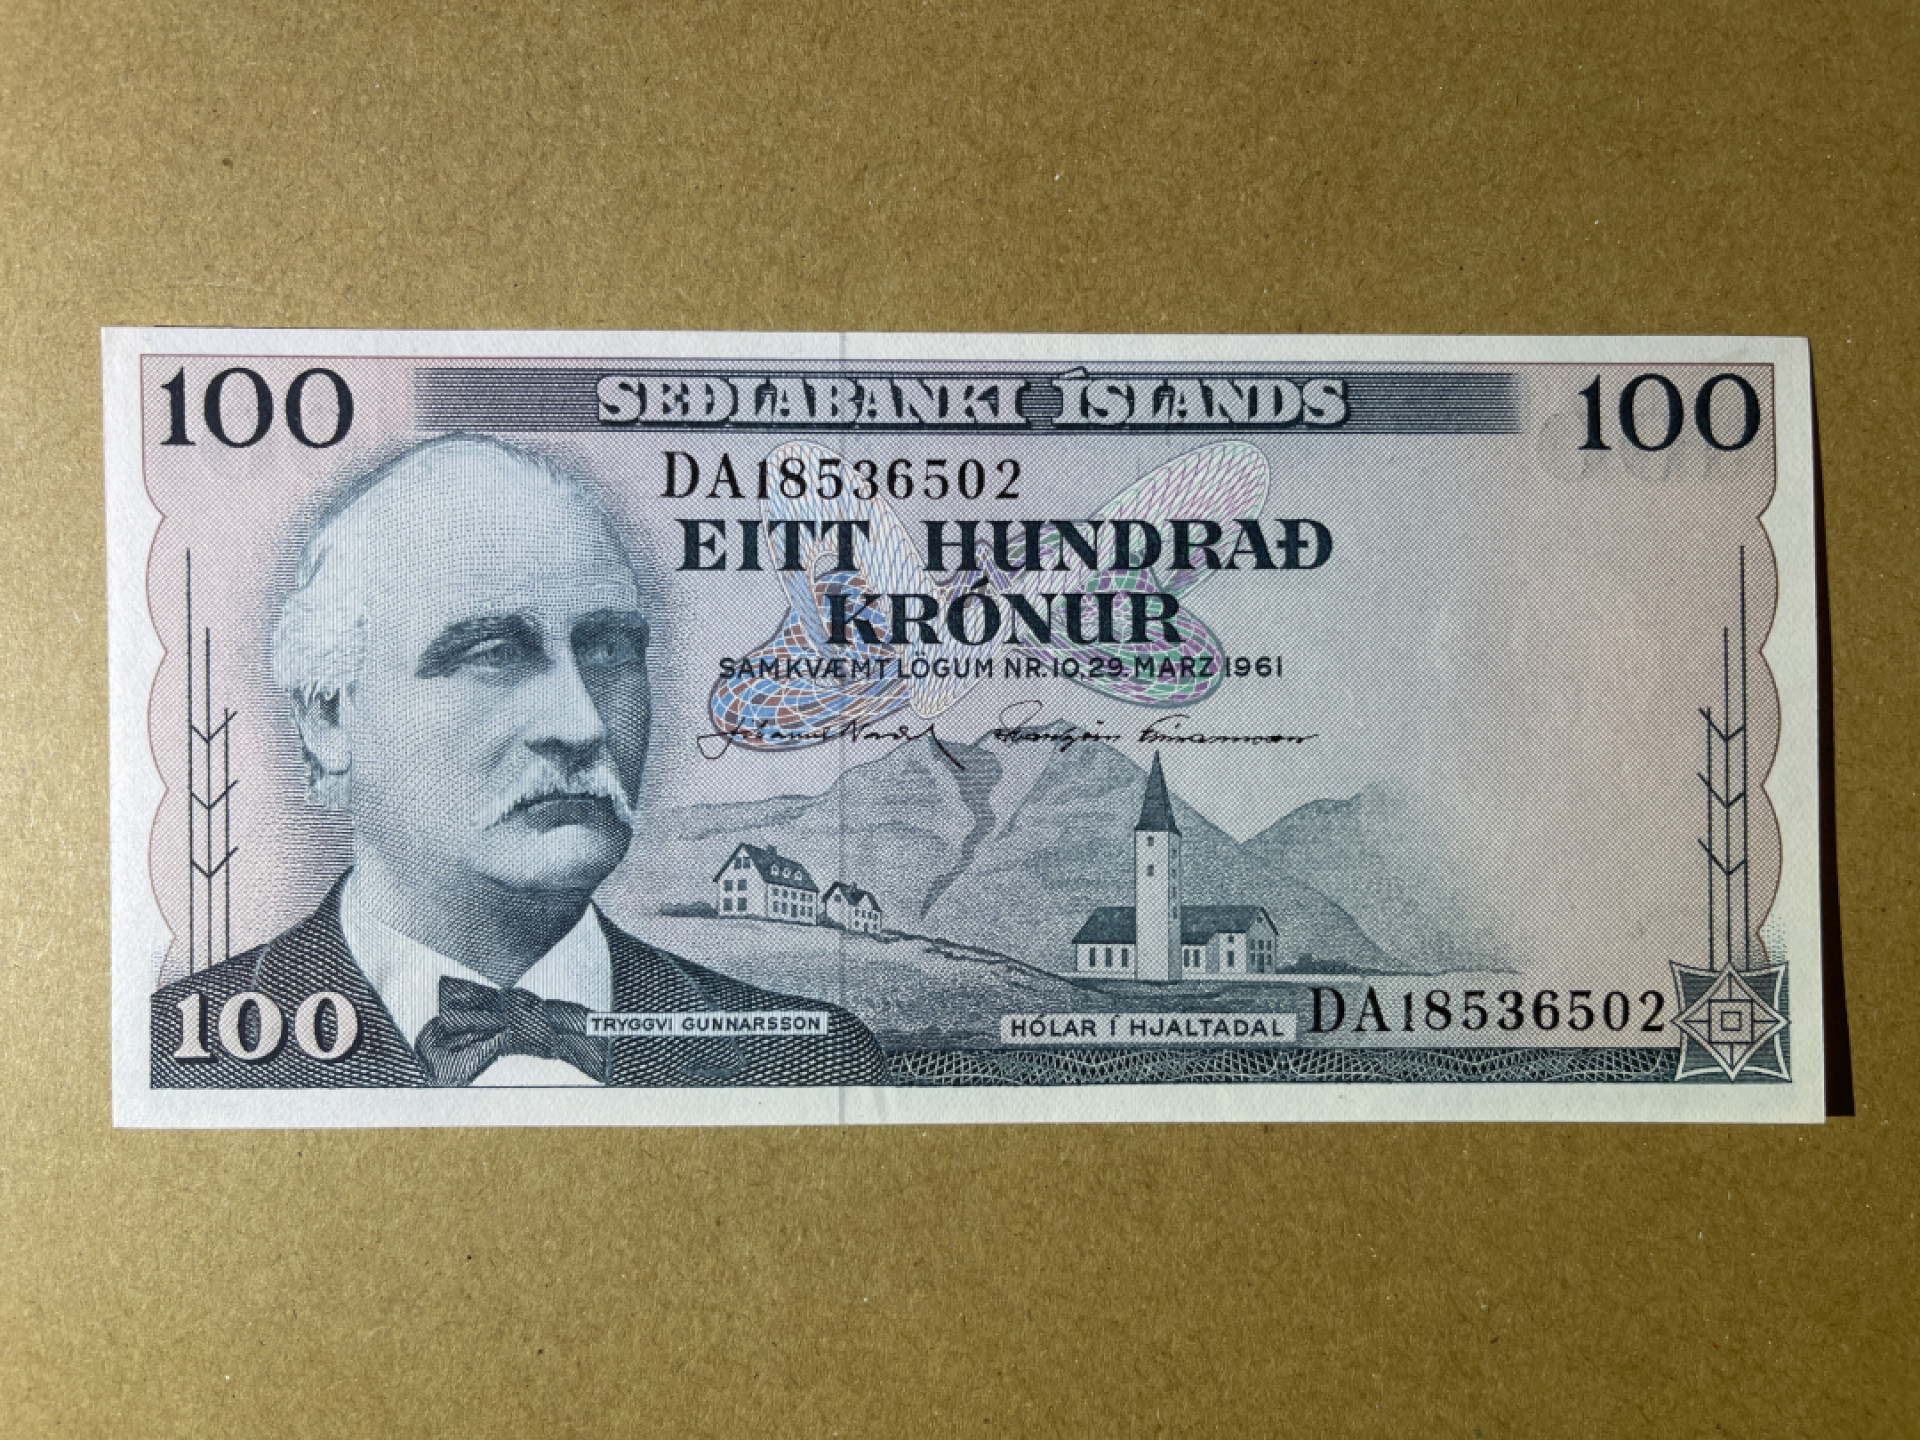 100 SEÐLABANKI ÍSLANDS 100
DA18536502
EITT HUNDRAÐ
KRÓNUR
SAMKVÆMT LÖGUM NR. 10, 29. MARZ 1961
100 TRYGGVI GUNNARSSON HÓLAR Í HJALTADAL DA18536502